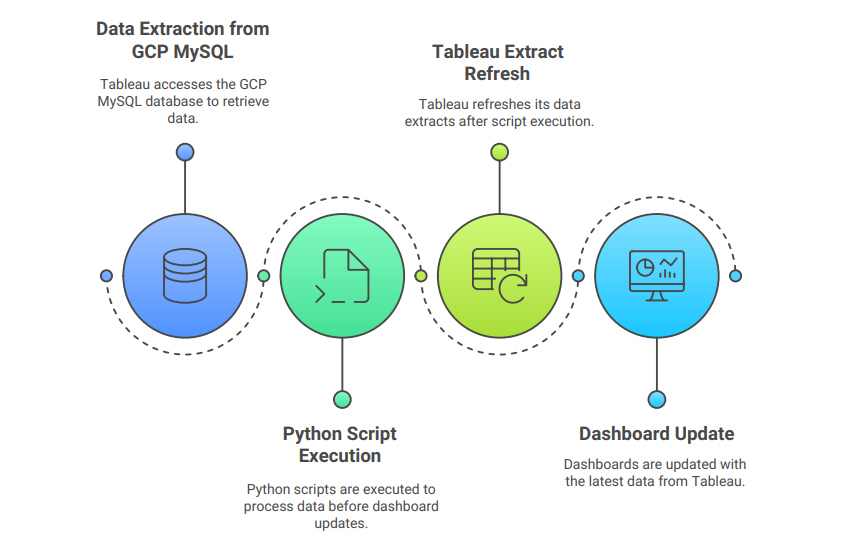 Data Extraction from
GCP MySQL
Tableau accesses the GCP
MySQL database to retrieve
data.
Tableau Extract
Refresh
Tableau refreshes its data
extracts after script execution.
Python Script
Execution
Python scripts are executed to
process data before dashboard
updates.
Dashboard Update
Dashboards are updated with
the latest data from Tableau.